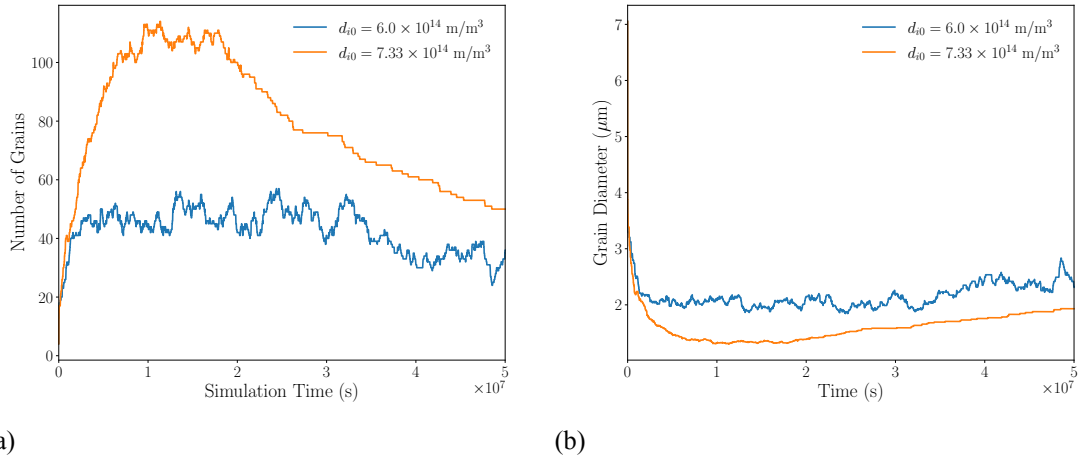 d_{i0} = 6.0 × 10^{14} m/m^3
d_{i0} = 7.33 × 10^{14} m/m^3
100
80
60
40
20
0
Number of Grains
0
1
2
3
4
5
Simulation Time (s)
×10^7
d_{i0} = 6.0 × 10^{14} m/m^3
d_{i0} = 7.33 × 10^{14} m/m^3
7
6
5
4
3
2
Grain Diameter (μm)
0
1
2
3
4
5
Time (s)
×10^7
a)
(b)